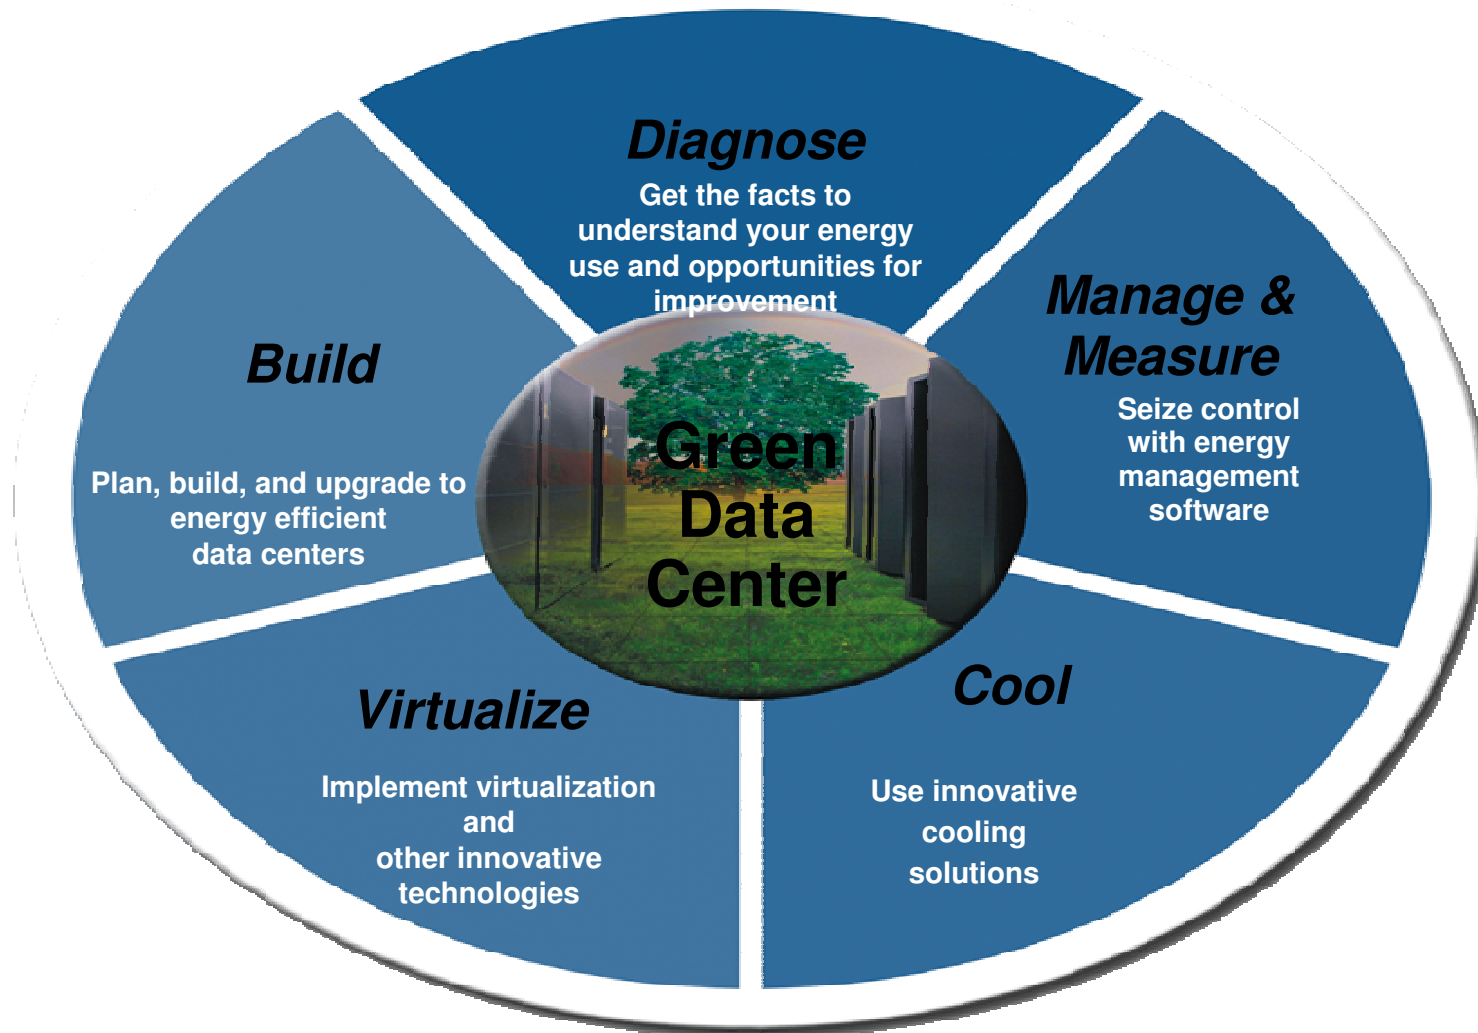 Diagnose
Get the facts to
understand your energy
use and opportunities for
improvement
Manage &
Measure
Seize control
with energy
management
software
Build
Plan, build, and upgrade to
energy efficient
data centers
Green
Data
Center
Virtualize
Implement virtualization
and
other innovative
technologies
Cool
Use innovative
cooling
solutions